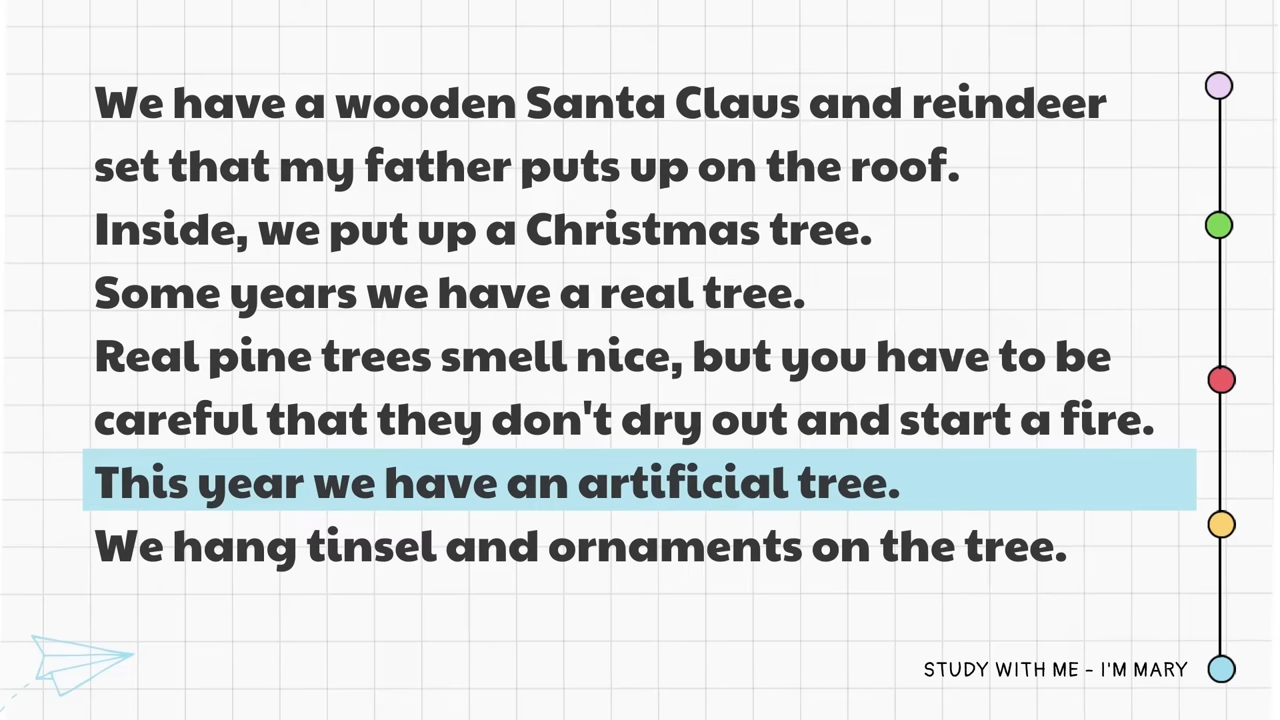 We have a wooden Santa Claus and reindeer
set that my father puts up on the roof.
Inside, we put up a Christmas tree.
Some years we have a real tree.
Real pine trees smell nice, but you have to be
careful that they don't dry out and start a fire.
This year we have an artificial tree.
We hang tinsel and ornaments on the tree.
STUDY WITH ME - I'M MARY